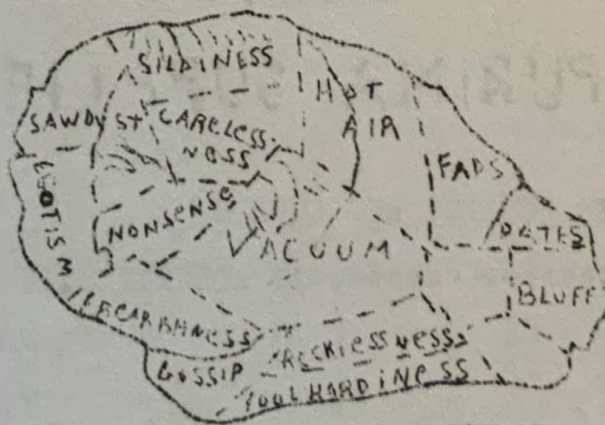 SILLINESS
HOT
AIR
SAWDUST
CARELESS-
NESS
FADS
EGOTISM
NONSENSE
VACUUM
DATES
BLUFF
GOSSIP
RECKLESSNESS
FOOLHARDINESS